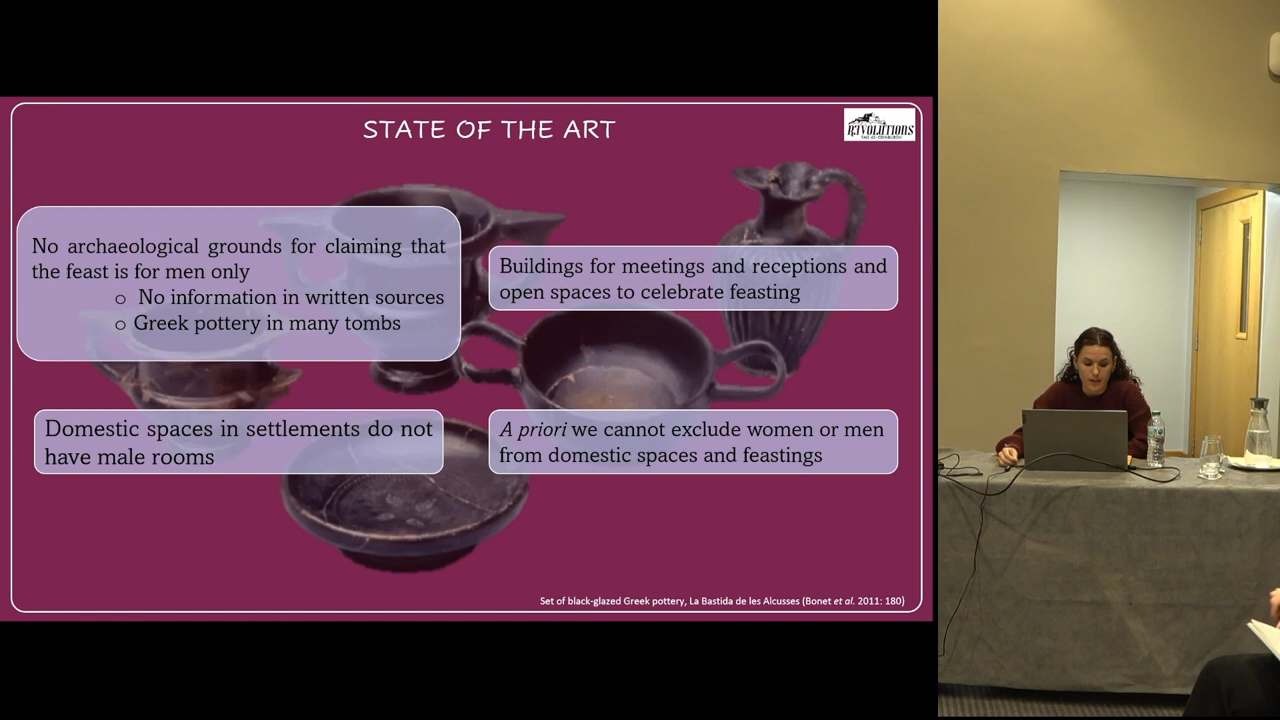 STATE OF THE ART
REVOLUTIONS
No archaeological grounds for claiming that
the feast is for men only
o No information in written sources
o Greek pottery in many tombs
Buildings for meetings and receptions and
open spaces to celebrate feasting
Domestic spaces in settlements do not
have male rooms
A priori we cannot exclude women or men
from domestic spaces and feastings
Set of black-glazed Greek pottery, La Bastida de les Alcusses (Bonet et al. 2011: 180)